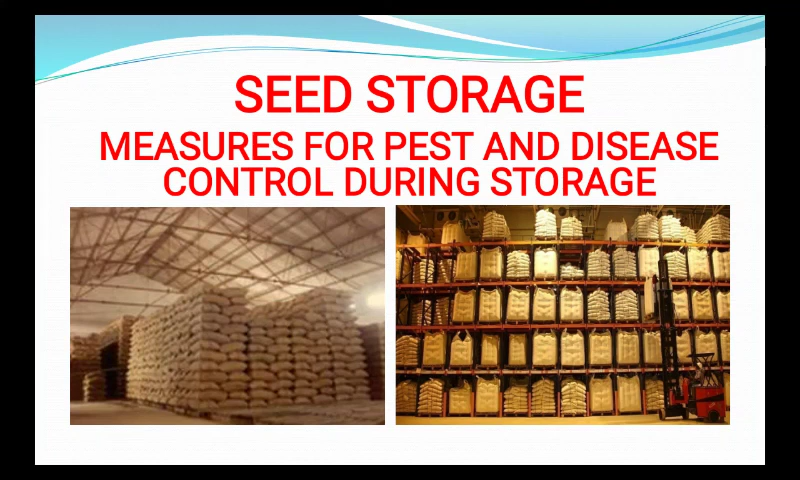 SEED STORAGE
MEASURES FOR PEST AND DISEASE
CONTROL DURING STORAGE